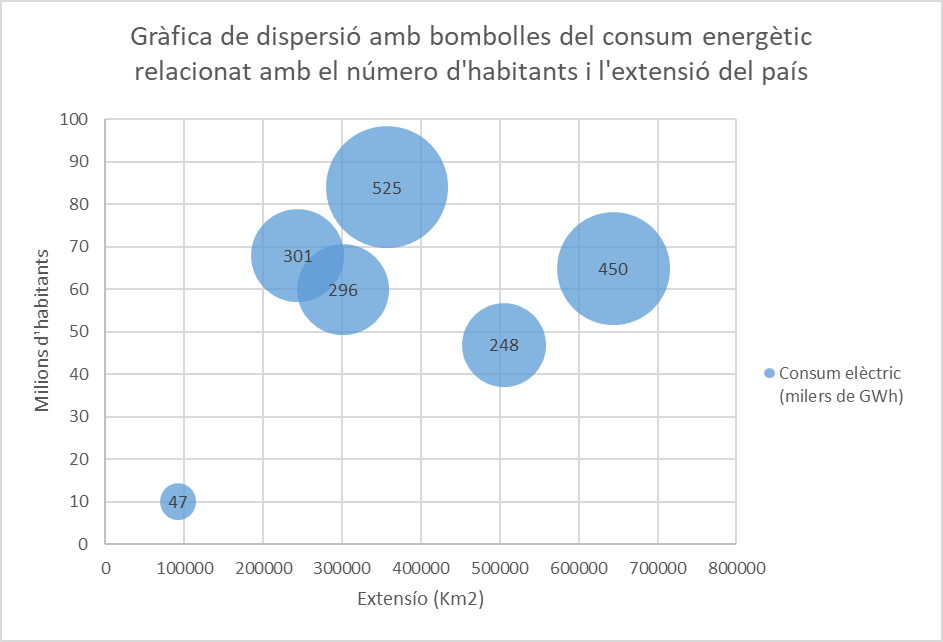 Gràfica de dispersió amb bombolles del consum energètic
relacionat amb el número d'habitants i l'extensió del país
100
90
80
70
60
50
40
30
20
10
0
Milions d'habitants
525
301
296
450
248
47
0 100000 200000 300000 400000 500000 600000 700000 800000
Extensío (Km2)
Consum elèctric
(milers de GWh)